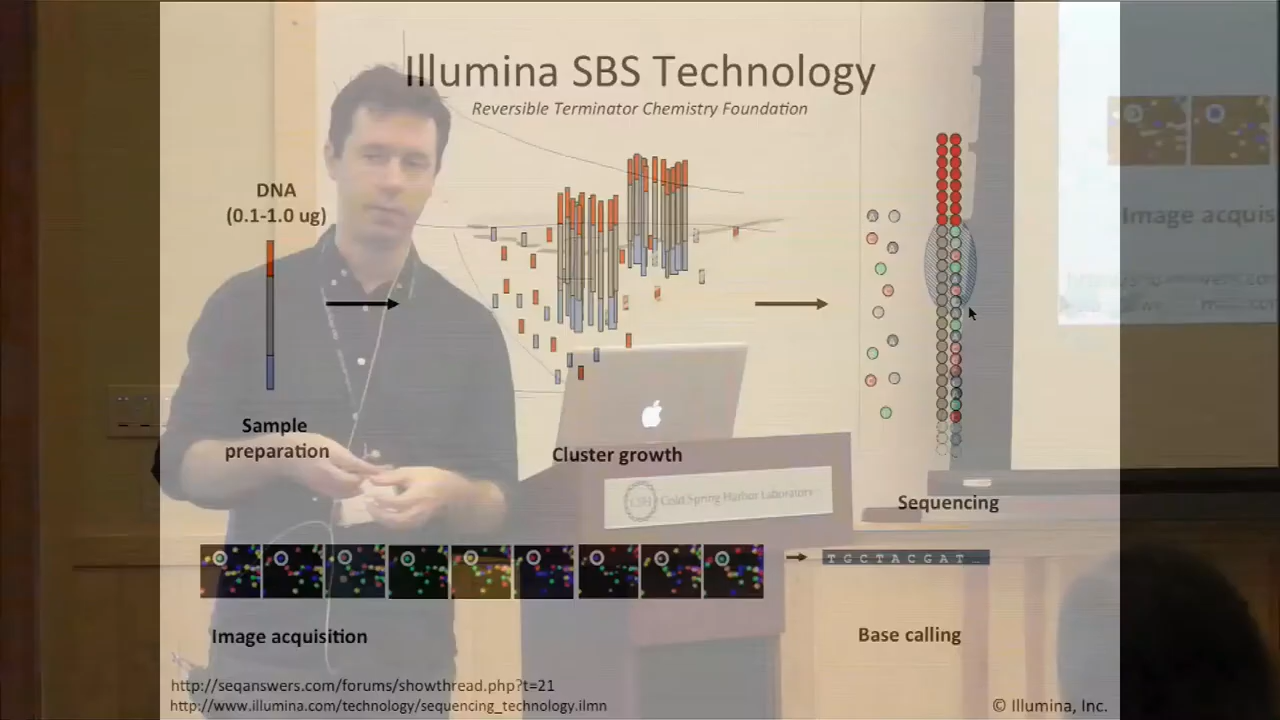 Illumina SBS Technology
Reversible Terminator Chemistry Foundation
DNA
(0.1-1.0 ug)
Sample
preparation
Cluster growth
Sequencing
Cold Spring Harbor Laboratory
Image acquis
T G C T A C G A T ...
Image acquisition
Base calling
http://seqanswers.com/forums/showthread.php?t=21
http://www.illumina.com/technology/sequencing_technology.ilmn
© Illumina, Inc.